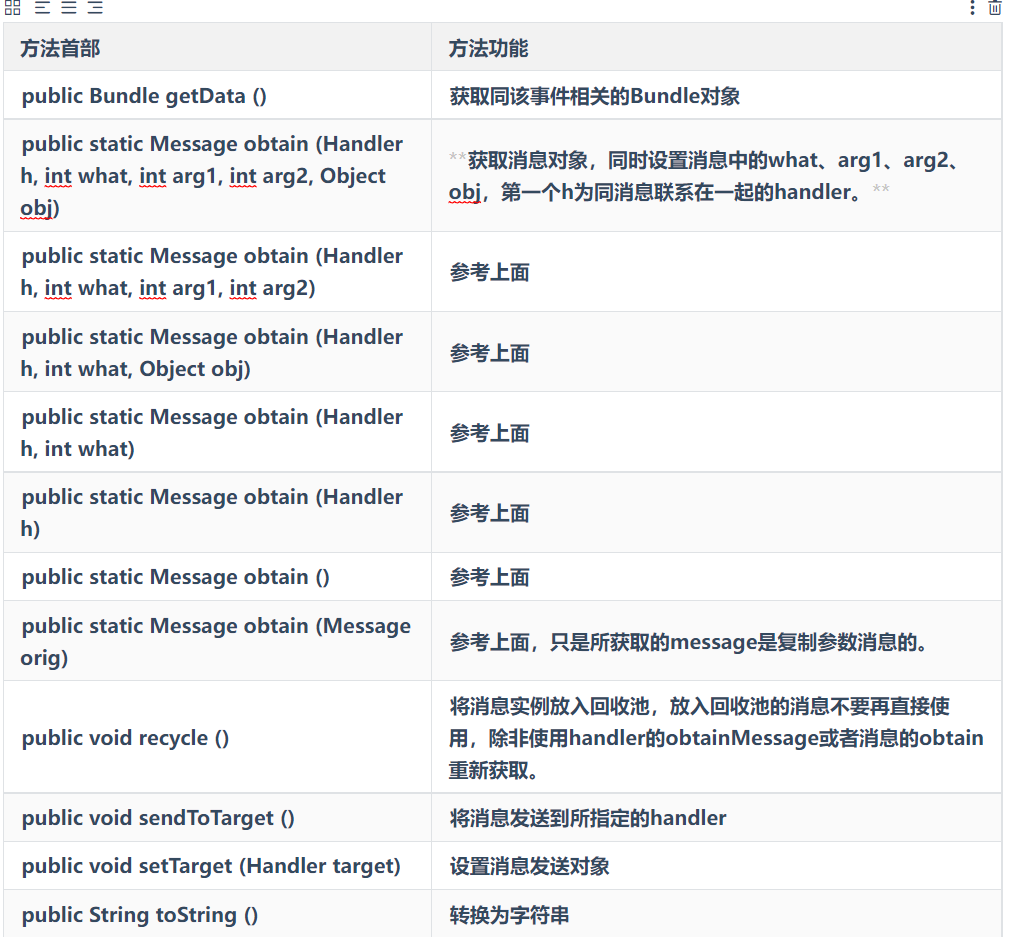 方法首部
方法功能
public Bundle getData ()
获取同该事件相关的Bundle对象
public static Message obtain (Handler
h, int what, int arg1, int arg2, Object
obj)
**获取消息对象，同时设置消息中的what、arg1、arg2、
obj，第一个h为同消息联系在一起的handler。**
public static Message obtain (Handler
h, int what, int arg1, int arg2)
参考上面
public static Message obtain (Handler
h, int what, Object obj)
参考上面
public static Message obtain (Handler
h, int what)
参考上面
public static Message obtain (Handler
h)
参考上面
public static Message obtain ()
参考上面
public static Message obtain (Message
orig)
参考上面，只是所获取的message是复制参数消息的。
public void recycle ()
将消息实例放入回收池，放入回收池的消息不要再直接使
用，除非使用handler的obtainMessage或者消息的obtain
重新获取。
public void sendToTarget ()
将消息发送到所指定的handler
public void setTarget (Handler target)
设置消息发送对象
public String toString ()
转换为字符串